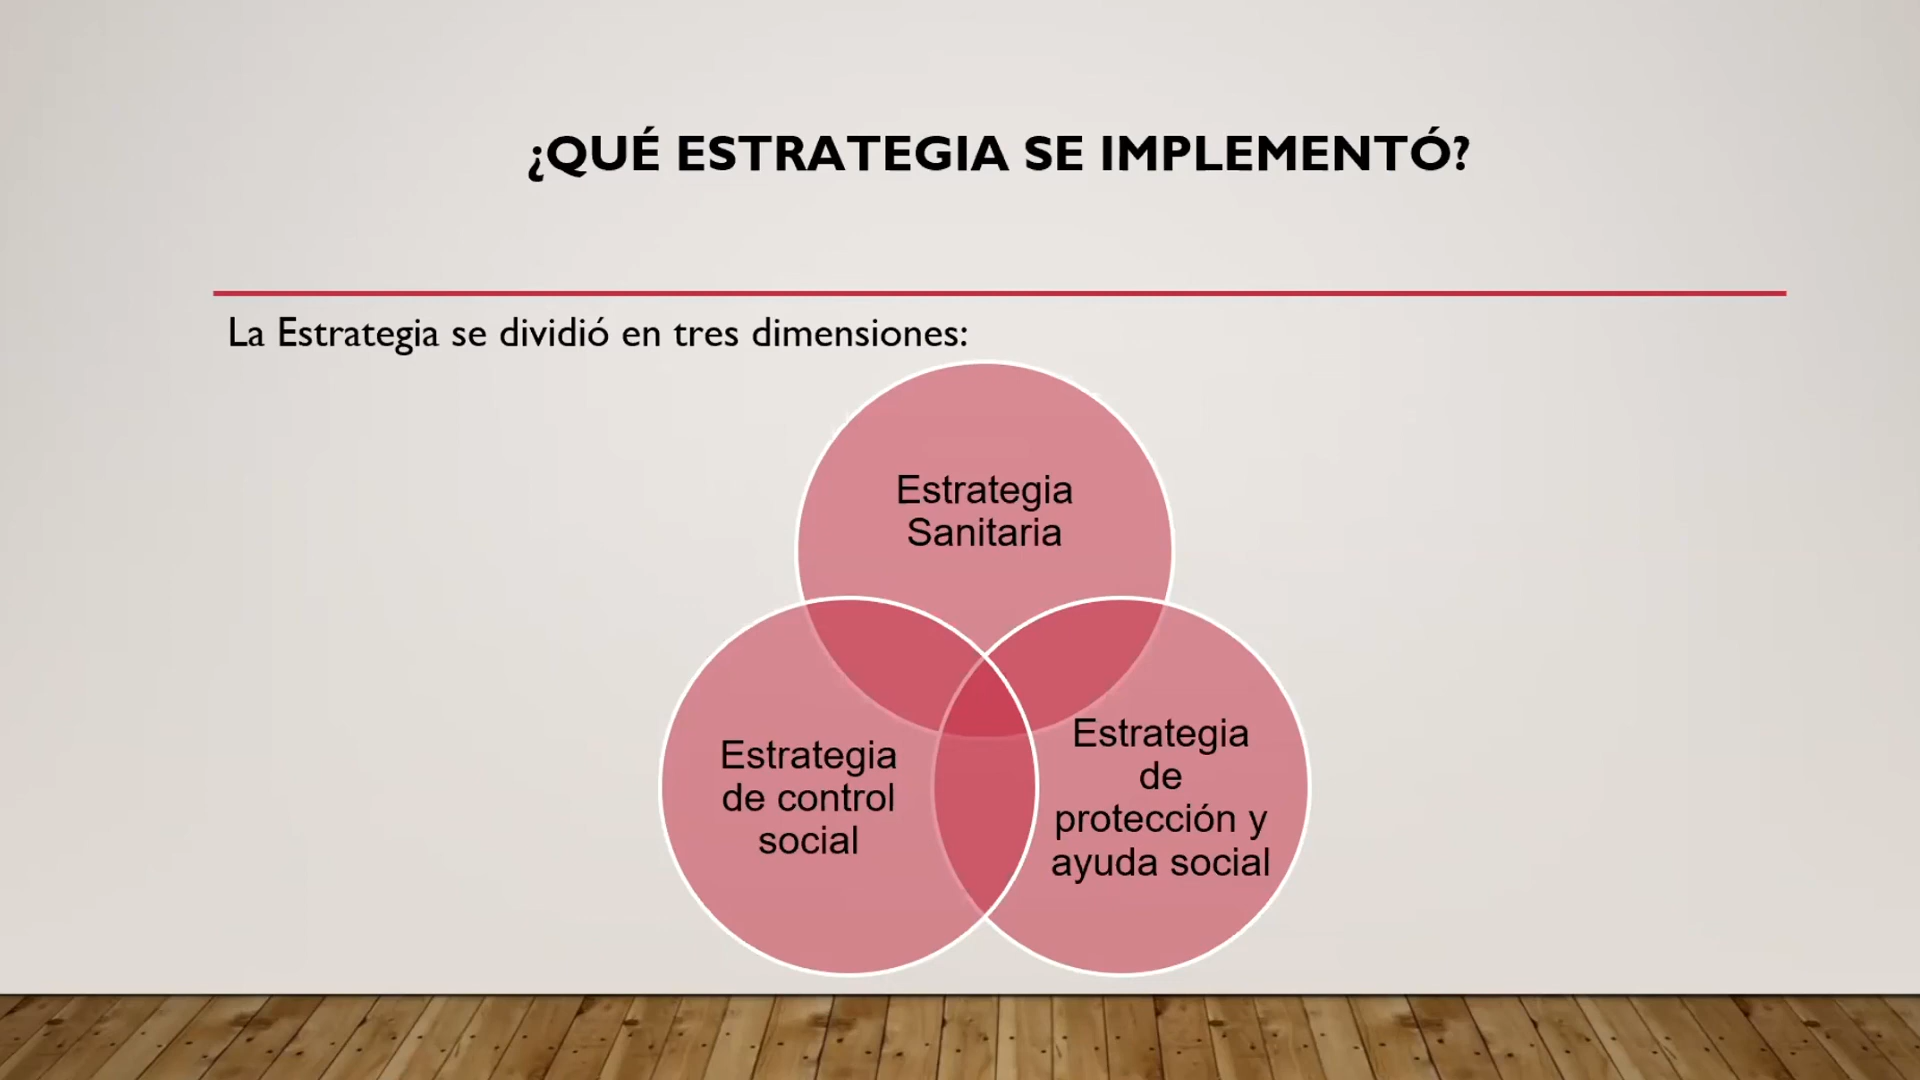 ¿QUÉ ESTRATEGIA SE IMPLEMENTÓ?
La Estrategia se dividió en tres dimensiones:
Estrategia
Sanitaria
Estrategia
de control
social
Estrategia
de
protección y
ayuda social